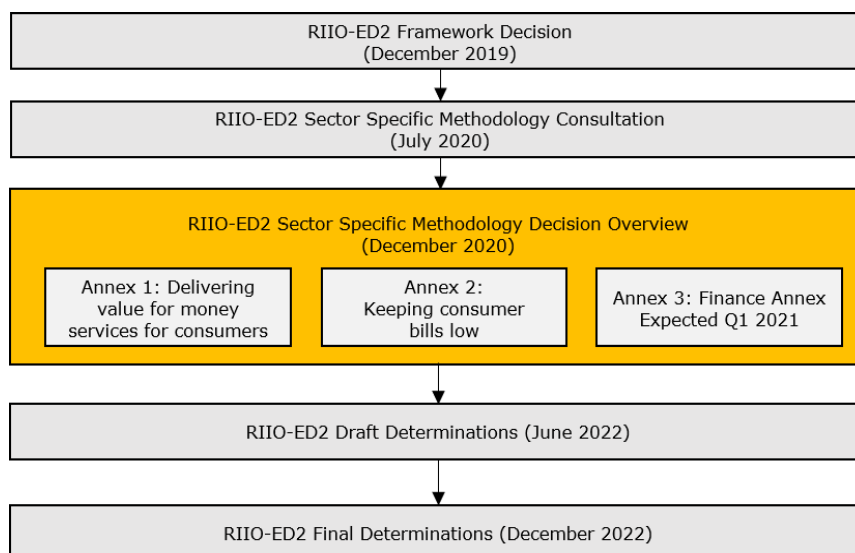 RIIO-ED2 Framework Decision
(December 2019)
RIIO-ED2 Sector Specific Methodology Consultation
(July 2020)
RIIO-ED2 Sector Specific Methodology Decision Overview
(December 2020)
Annex 1: Delivering
value for money
services for consumers
Annex 2:
Keeping consumer
bills low
Annex 3: Finance Annex
Expected Q1 2021
RIIO-ED2 Draft Determinations (June 2022)
RIIO-ED2 Final Determinations (December 2022)